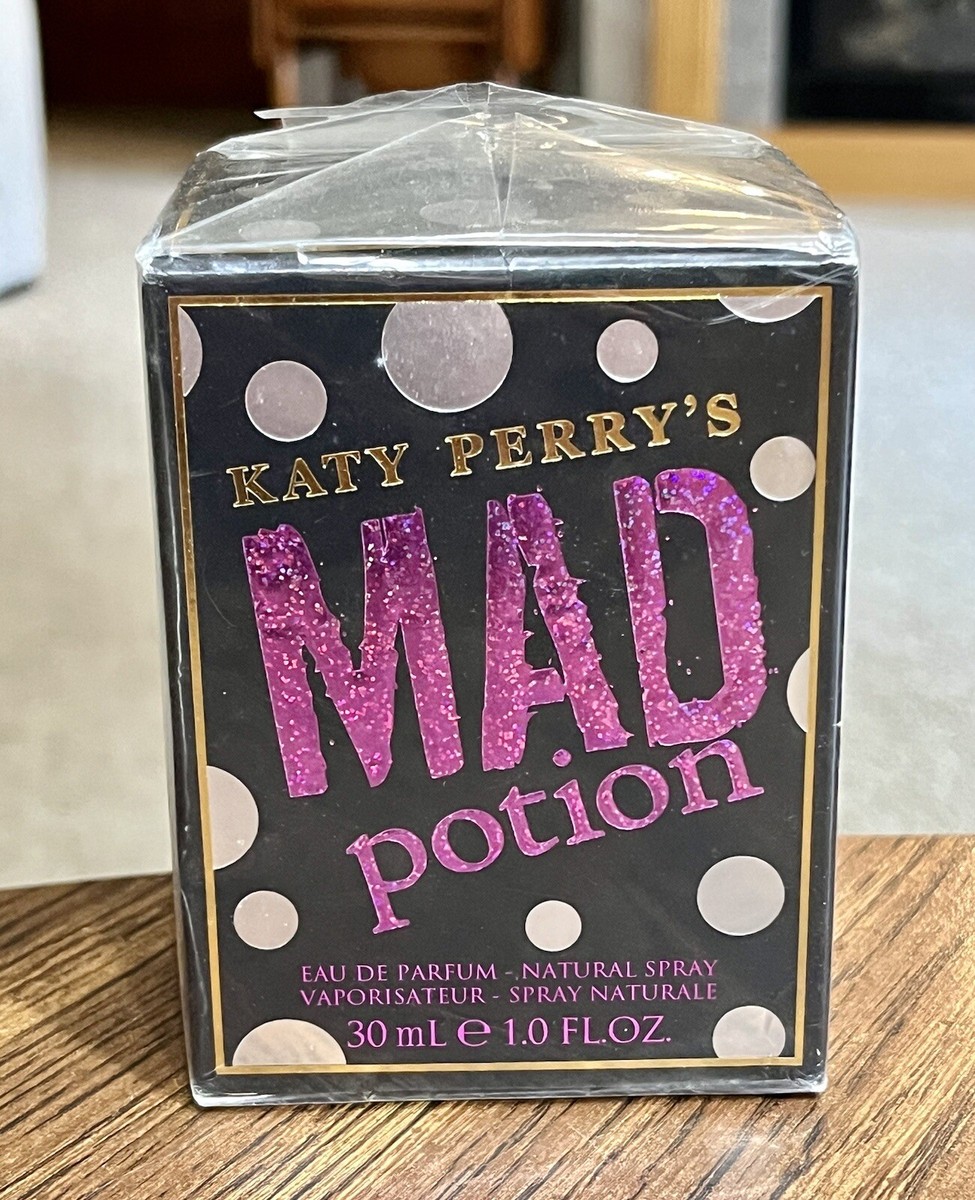 KATY PERRY'S
MAD
potion
EAU DE PARFUM - NATURAL SPRAY
VAPORISATEUR - SPRAY NATURALE
30 mL ℮ 1.0 FL.OZ.